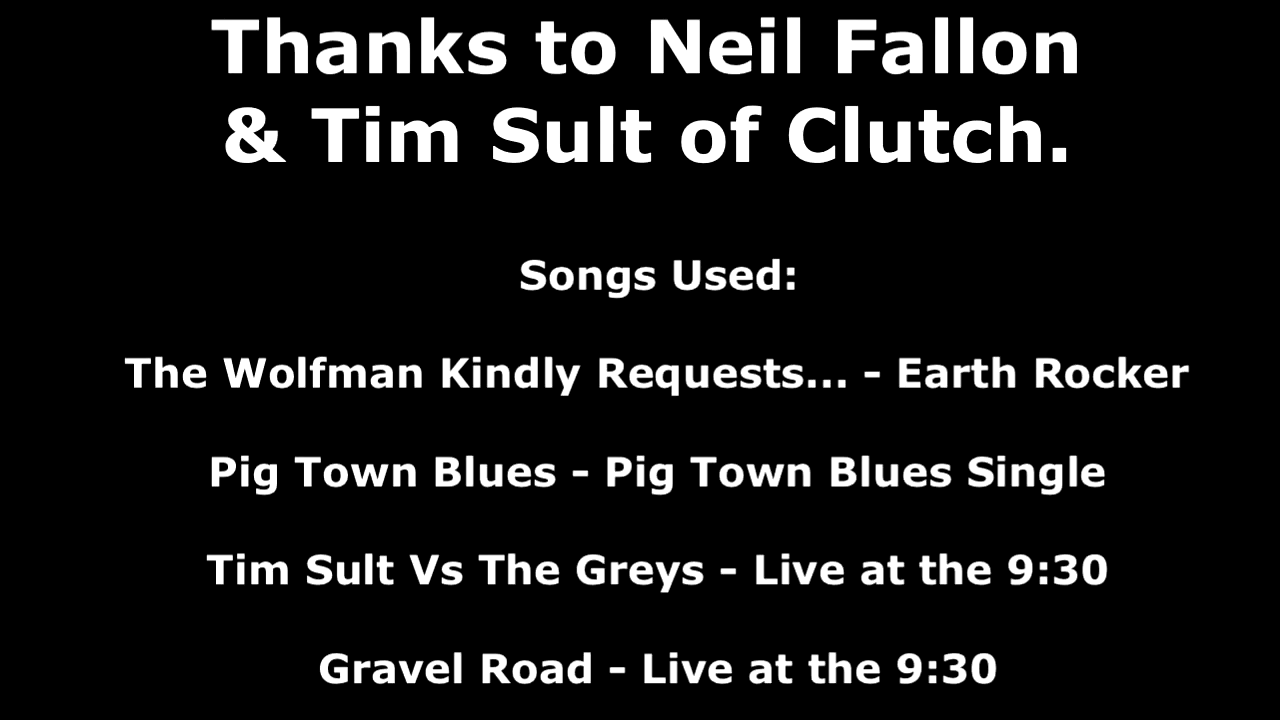 Thanks to Neil Fallon
& Tim Sult of Clutch.
Songs Used:
The Wolfman Kindly Requests... - Earth Rocker
Pig Town Blues - Pig Town Blues Single
Tim Sult Vs The Greys - Live at the 9:30
Gravel Road - Live at the 9:30